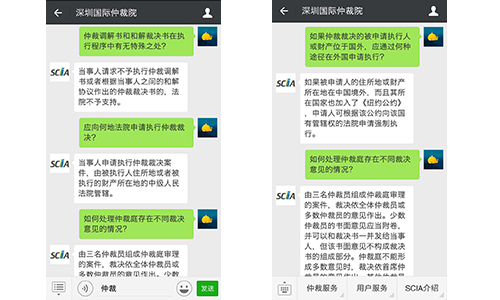 深圳国际仲裁院
仲裁调解书和和解裁决书在执
行程序中有无特殊之处?
SCIA
当事人请求不予执行仲裁调解
书或者根据当事人之间的和解
协议作出的仲裁裁决书的，法
院不予支持。
应向何地法院申请执行仲裁裁
决?
SCIA
当事人申请执行仲裁裁决案
件，由被执行人住所地或者被
执行的财产所在地的中级人民
法院管辖。
如何处理仲裁庭存在不同裁决
意见的情况?
SCIA
由三名仲裁员组成仲裁庭审理
的案件，裁决依全体仲裁员或
多数仲裁员的意见作出。少数
仲裁
发送
深圳国际仲裁院
如果仲裁裁决的被申请执行人
或财产位于国外，应通过何种
途径在外国申请执行?
SCIA
如果被申请人的住所地或财产
所在地在中国境外，而且其所
在国家也加入了《纽约公约》
，申请人可根据该公约向该国
有管辖权的法院申请强制执
行。
如何处理仲裁庭存在不同裁决
意见的情况?
SCIA
由三名仲裁员组成仲裁庭审理
的案件，裁决依全体仲裁员或
多数仲裁员的意见作出。少数
仲裁员的书面意见应当附卷，
并可以和裁决书一并发给当事
人，但该书面意见不构成裁决
书的组成部分。仲裁庭不能形
成多数意见时，裁决依首席仲
仲裁服务
用户服务
SCIA介绍